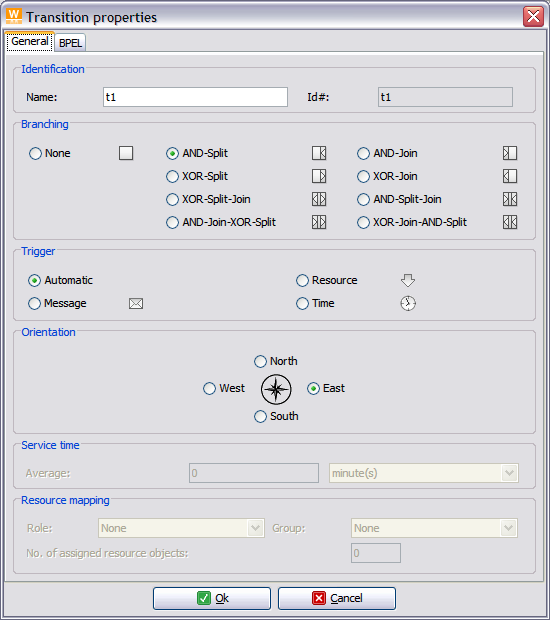 Transition properties
General BPEL
Identification
Name: t1 Id#: t1
Branching
None AND-Split AND-Join
XOR-Split XOR-Join
XOR-Split-Join AND-Split-Join
AND-Join-XOR-Split XOR-Join-AND-Split
Trigger
Automatic Resource
Message Time
Orientation
North
West East
South
Service time
Average: 0 minute(s)
Resource mapping
Role: None Group: None
No. of assigned resource objects: 0
Ok Cancel